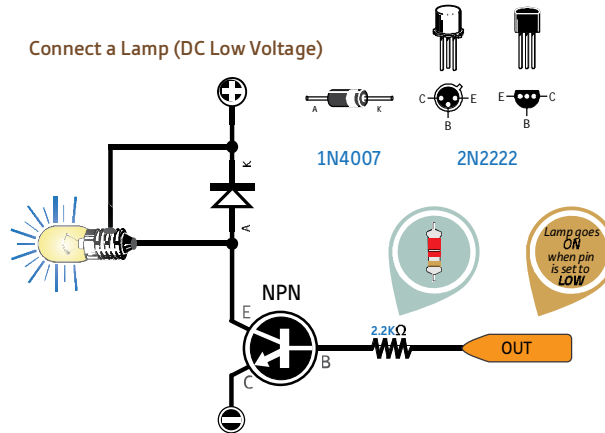 Connect a Lamp (DC Low Voltage)
C E
B
E C
B
A K
1N4007
2N2222
K
A
Lamp goes
ON
when pin
is set to
LOW
NPN
E
C
B
2.2KΩ
OUT